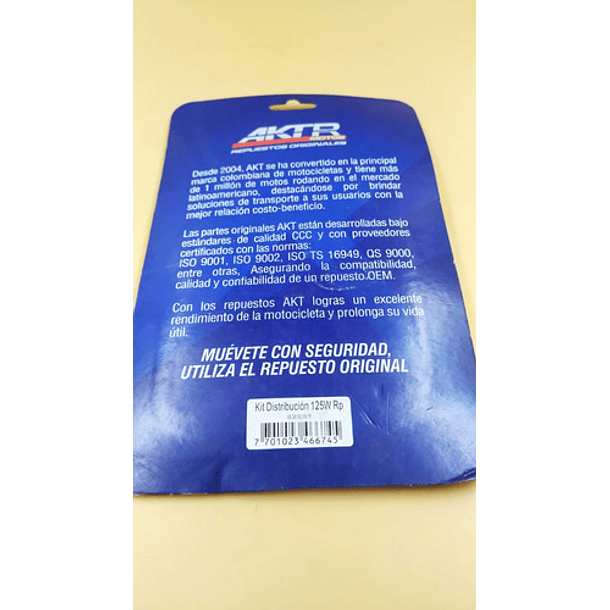 AKTR
MOTOS
REPUESTOS ORIGINALES
Desde 2004, AKT se ha convertido en la principal
marca colombiana de motocicletas y tiene más
de 1 millón de motos rodando en el mercado
latinoamericano, destacándose por brindar
soluciones de transporte a sus usuarios con la
mejor relación costo-beneficio.
Las partes originales AKT están desarrolladas bajo
estándares de calidad CCC y con proveedores
certificados con las normas:
ISO 9001, ISO 9002, ISO TS 16949, QS 9000,
entre otras, Asegurando la compatibilidad,
calidad y confiabilidad de un repuesto OEM.
Con los repuestos AKT logras un excelente
rendimiento de la motocicleta y prolonga su vida
útil.
MUÉVETE CON SEGURIDAD,
UTILIZA EL REPUESTO ORIGINAL
Kit Distribución 125W Rp
7 701023 466745